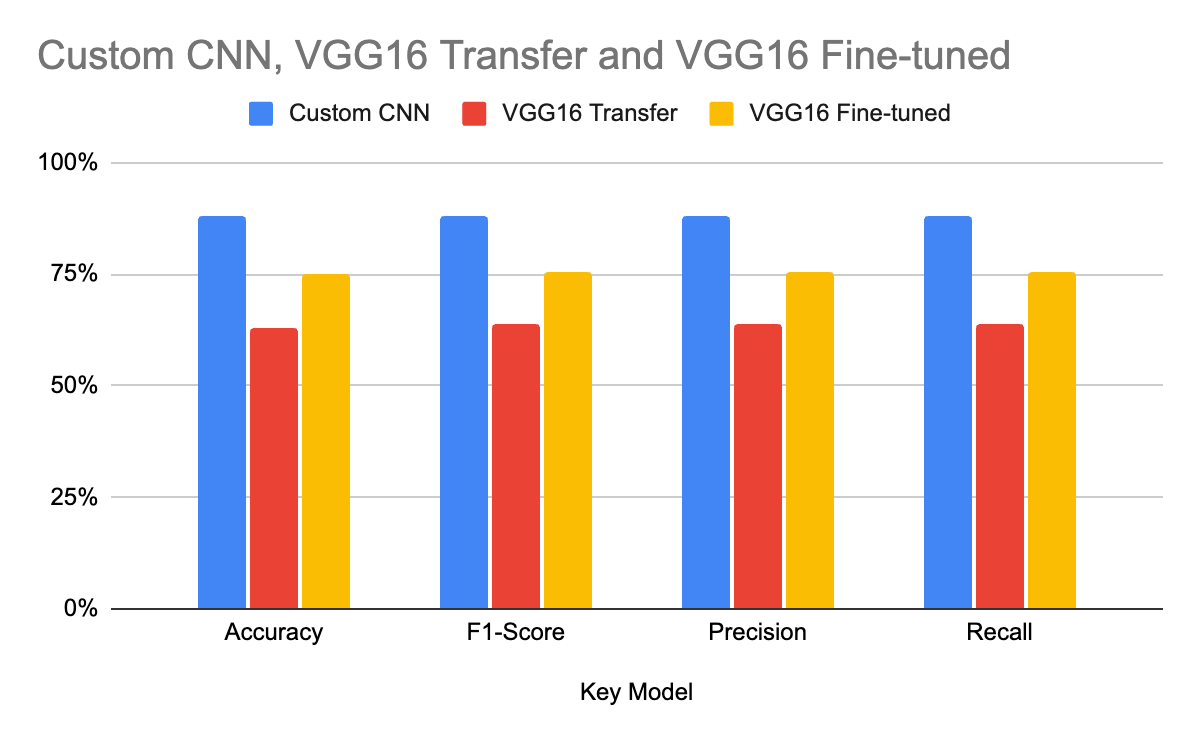 Custom CNN, VGG16 Transfer and VGG16 Fine-tuned
Custom CNN VGG16 Transfer VGG16 Fine-tuned
100%
75%
50%
25%
0%
Accuracy F1-Score Precision Recall
Key Model